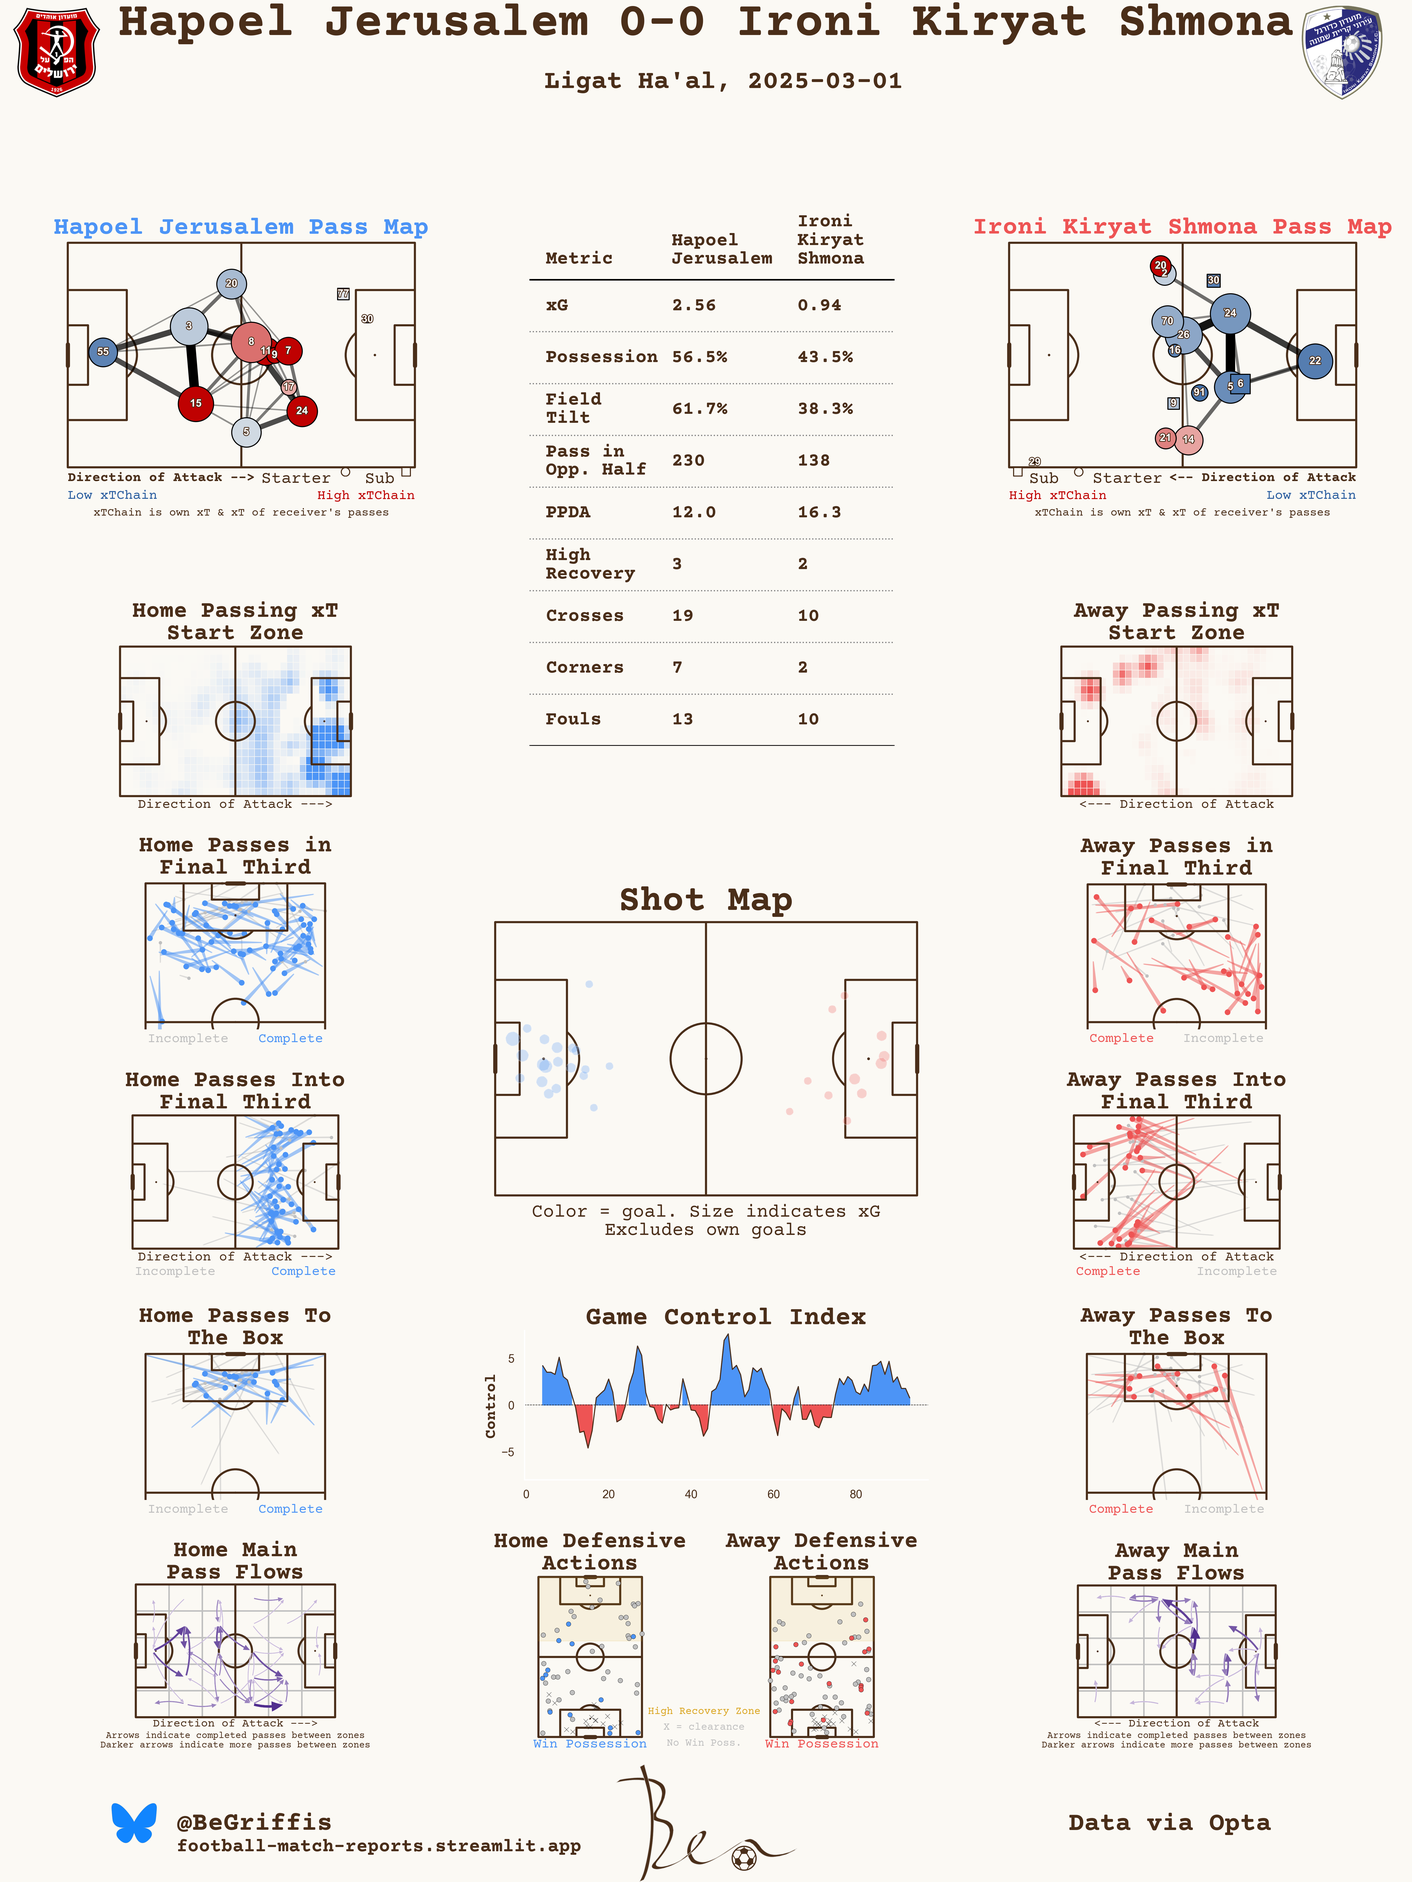 Hapoel Jerusalem 0-0 Ironi Kiryat Shmona
Ligat Ha'al, 2025-03-01
מועדון אוהדים
הפועל
ירושלים
1926
מועדון כדורגל
עירוני קריית שמונה
Hapoel Jerusalem Pass Map
20
77
30
3
8
11
9
7
55
17
15
24
5
Direction of Attack --> Starter Sub
Low xTChain High xTChain
xTChain is own xT & xT of receiver's passes
Metric Hapoel Jerusalem Ironi Kiryat Shmona
xG 2.56 0.94
Possession 56.5% 43.5%
Field Tilt 61.7% 38.3%
Pass in Opp. Half 230 138
PPDA 12.0 16.3
High Recovery 3 2
Crosses 19 10
Corners 7 2
Fouls 13 10
Ironi Kiryat Shmona Pass Map
20
2
30
24
70
26
16
22
5
6
91
9
21
14
29
Sub Starter <-- Direction of Attack
High xTChain Low xTChain
xTChain is own xT & xT of receiver's passes
Home Passing xT
Start Zone
Direction of Attack --->
Away Passing xT
Start Zone
<--- Direction of Attack
Home Passes in
Final Third
Incomplete Complete
Away Passes in
Final Third
Complete Incomplete
Shot Map
Color = goal. Size indicates xG
Excludes own goals
Home Passes Into
Final Third
Direction of Attack --->
Incomplete Complete
Away Passes Into
Final Third
<--- Direction of Attack
Complete Incomplete
Home Passes To
The Box
Incomplete Complete
Game Control Index
Control
5
0
−5
0 20 40 60 80
Away Passes To
The Box
Complete Incomplete
Home Main
Pass Flows
Direction of Attack --->
Arrows indicate completed passes between zones
Darker arrows indicate more passes between zones
Home Defensive
Actions
Win Possession
Away Defensive
Actions
Win Possession
High Recovery Zone
X = clearance
No Win Poss.
Away Main
Pass Flows
<--- Direction of Attack
Arrows indicate completed passes between zones
Darker arrows indicate more passes between zones
@BeGriffis
football-match-reports.streamlit.app
Ben
Data via Opta